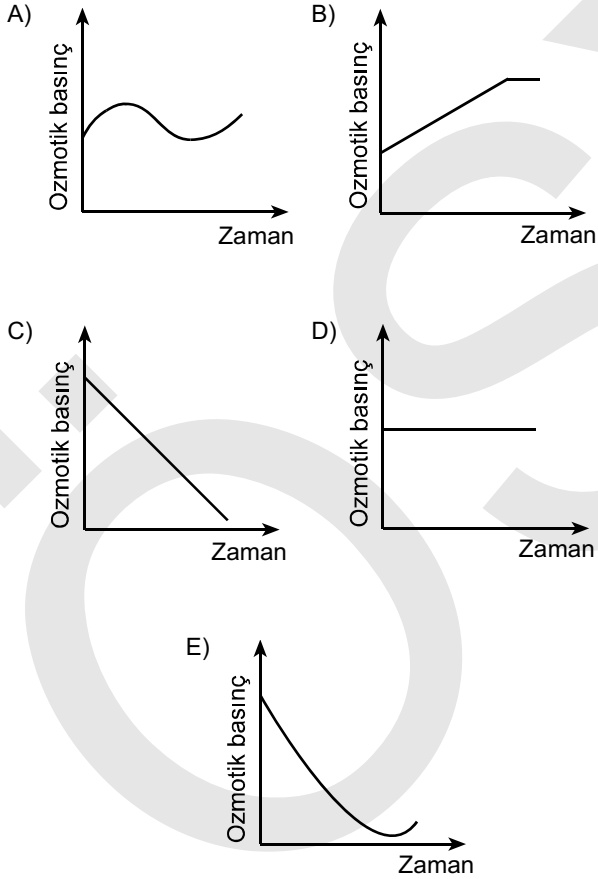 A)
Ozmotik basınç
Zaman
B)
Ozmotik basınç
Zaman
C)
Ozmotik basınç
Zaman
D)
Ozmotik basınç
Zaman
E)
Ozmotik basınç
Zaman